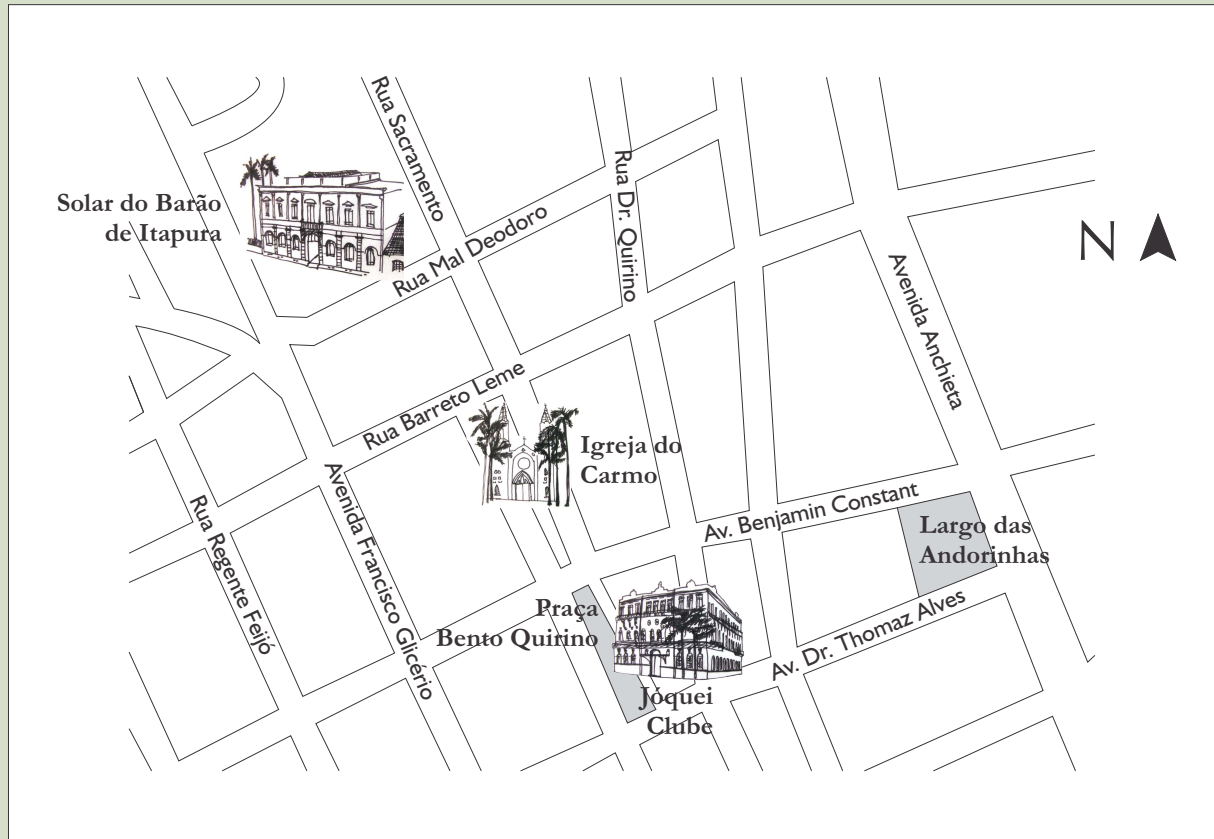 Rua Sacramento
Rua Dr. Quirino
Solar do Barão
de Itapura
Rua Mal Deodoro
N
Avenida Anchieta
Rua Barreto Leme
Igreja do
Carmo
Rua Regente Feijó
Avenida Francisco Glicério
Av. Benjamin Constant
Largo das
Andorinhas
Praça
Bento Quirino
Av. Dr. Thomaz Alves
Jóquei
Clube